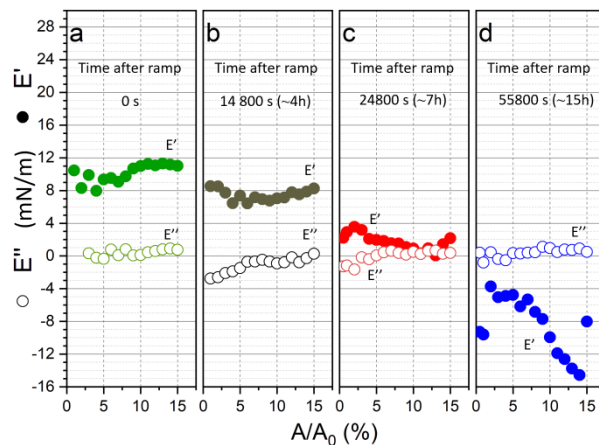 a
b
c
d
Time after ramp
Time after ramp
Time after ramp
Time after ramp
0 s
14 800 s (~4h)
24800 s (~7h)
55800 s (~15h)
E'
E''
E'
E''
E'
E''
E''
E'
28
24
20
16
12
8
4
0
-4
-8
-12
-16
0 5 10 15
0 5 10 15
0 5 10 15
0 5 10 15
○ E'' (mN/m) ● E'
A/A₀ (%)